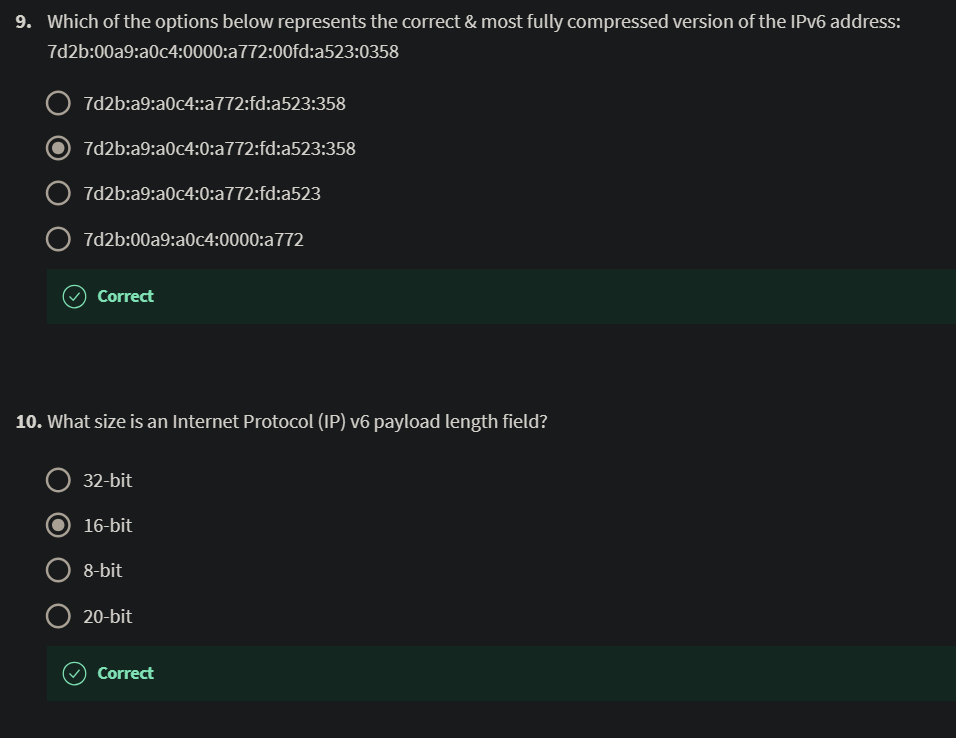 9. Which of the options below represents the correct & most fully compressed version of the IPv6 address:
7d2b:00a9:a0c4:0000:a772:00fd:a523:0358
7d2b:a9:a0c4::a772:fd:a523:358
7d2b:a9:a0c4:0:a772:fd:a523:358
7d2b:a9:a0c4:0:a772:fd:a523
7d2b:00a9:a0c4:0000:a772
Correct
10. What size is an Internet Protocol (IP) v6 payload length field?
32-bit
16-bit
8-bit
20-bit
Correct